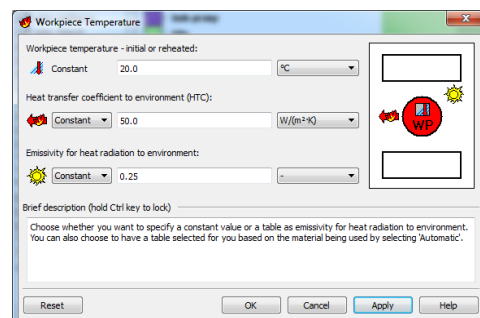 Workpiece Temperature
Workpiece temperature - initial or reheated:
Constant 20.0 °C
Heat transfer coefficient to environment (HTC):
Constant 50.0 W/(m²·K)
WP
Emissivity for heat radiation to environment:
Constant 0.25 -
Brief description (hold Ctrl key to lock)
Choose whether you want to specify a constant value or a table as emissivity for heat radiation to environment.
You can also choose to have a table selected for you based on the material being used by selecting 'Automatic'.
Reset OK Cancel Apply Help